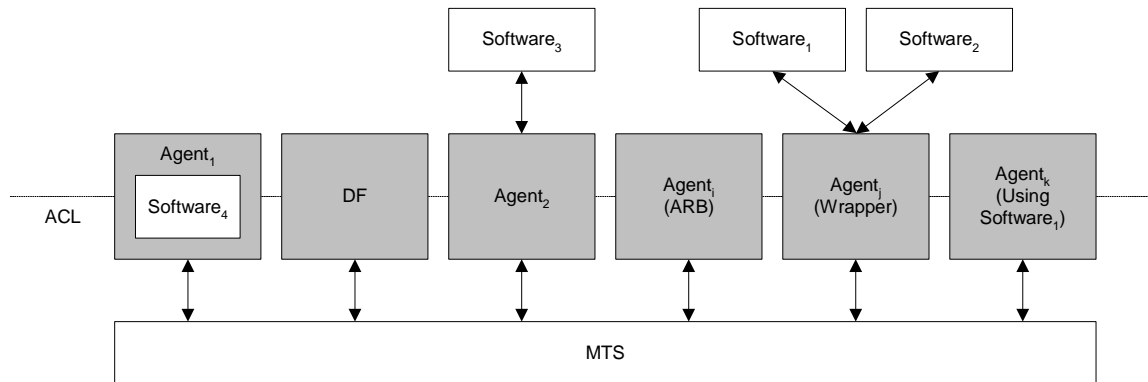 Software₃
Software₁
Software₂
Agent₁
Software₄
DF
Agent₂
Agentᵢ
(ARB)
Agentⱼ
(Wrapper)
Agentₖ
(Using
Software₁)
ACL
MTS